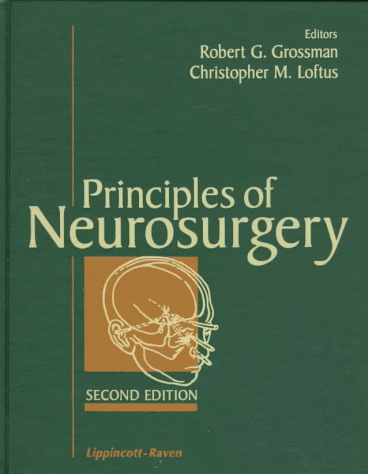 Editors
Robert G. Grossman
Christopher M. Loftus
Principles of
Neurosurgery
SECOND EDITION
Lippincott-Raven